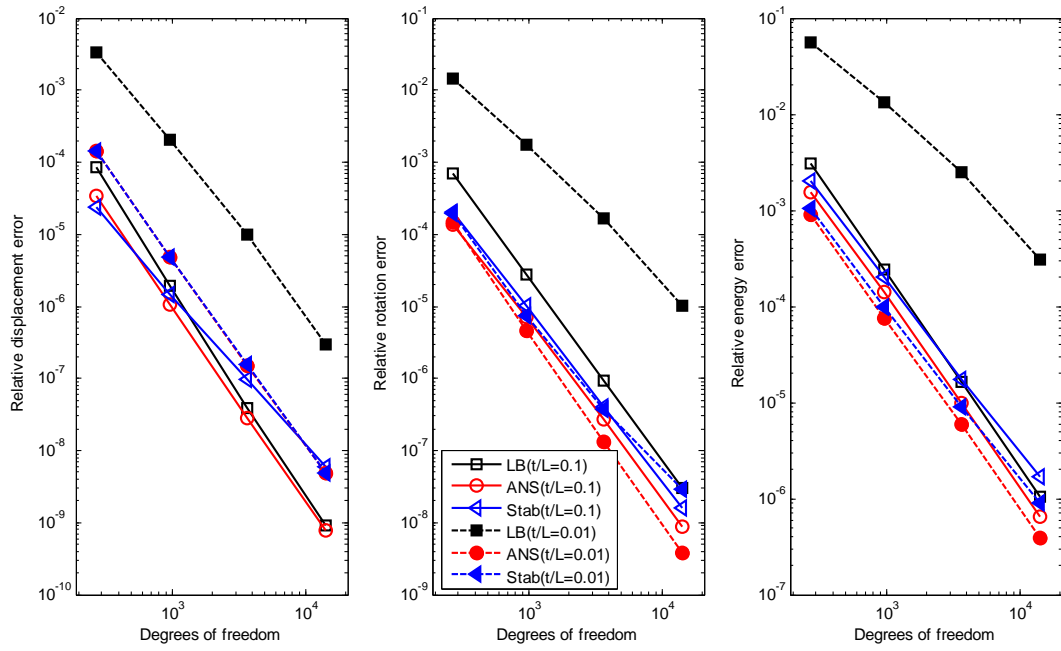 10^-2
10^-3
10^-4
10^-5
10^-6
10^-7
10^-8
10^-9
10^-10
Relative displacement error
10^3
10^4
Degrees of freedom
10^-1
10^-2
10^-3
10^-4
10^-5
10^-6
10^-7
10^-8
10^-9
Relative rotation error
LB(t/L=0.1)
ANS(t/L=0.1)
Stab(t/L=0.1)
LB(t/L=0.01)
ANS(t/L=0.01)
Stab(t/L=0.01)
10^3
10^4
Degrees of freedom
10^-1
10^-2
10^-3
10^-4
10^-5
10^-6
10^-7
Relative energy error
10^3
10^4
Degrees of freedom